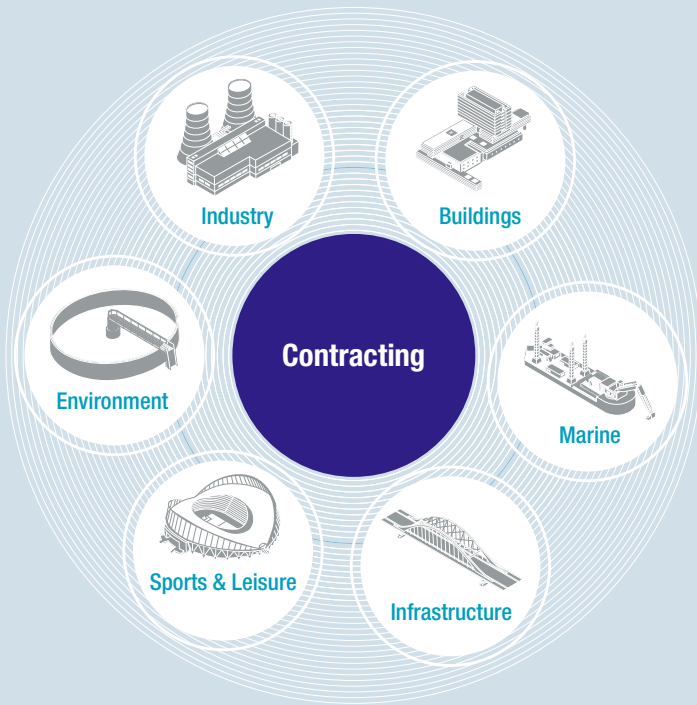 Industry
Buildings
Environment
Contracting
Marine
Sports & Leisure
Infrastructure